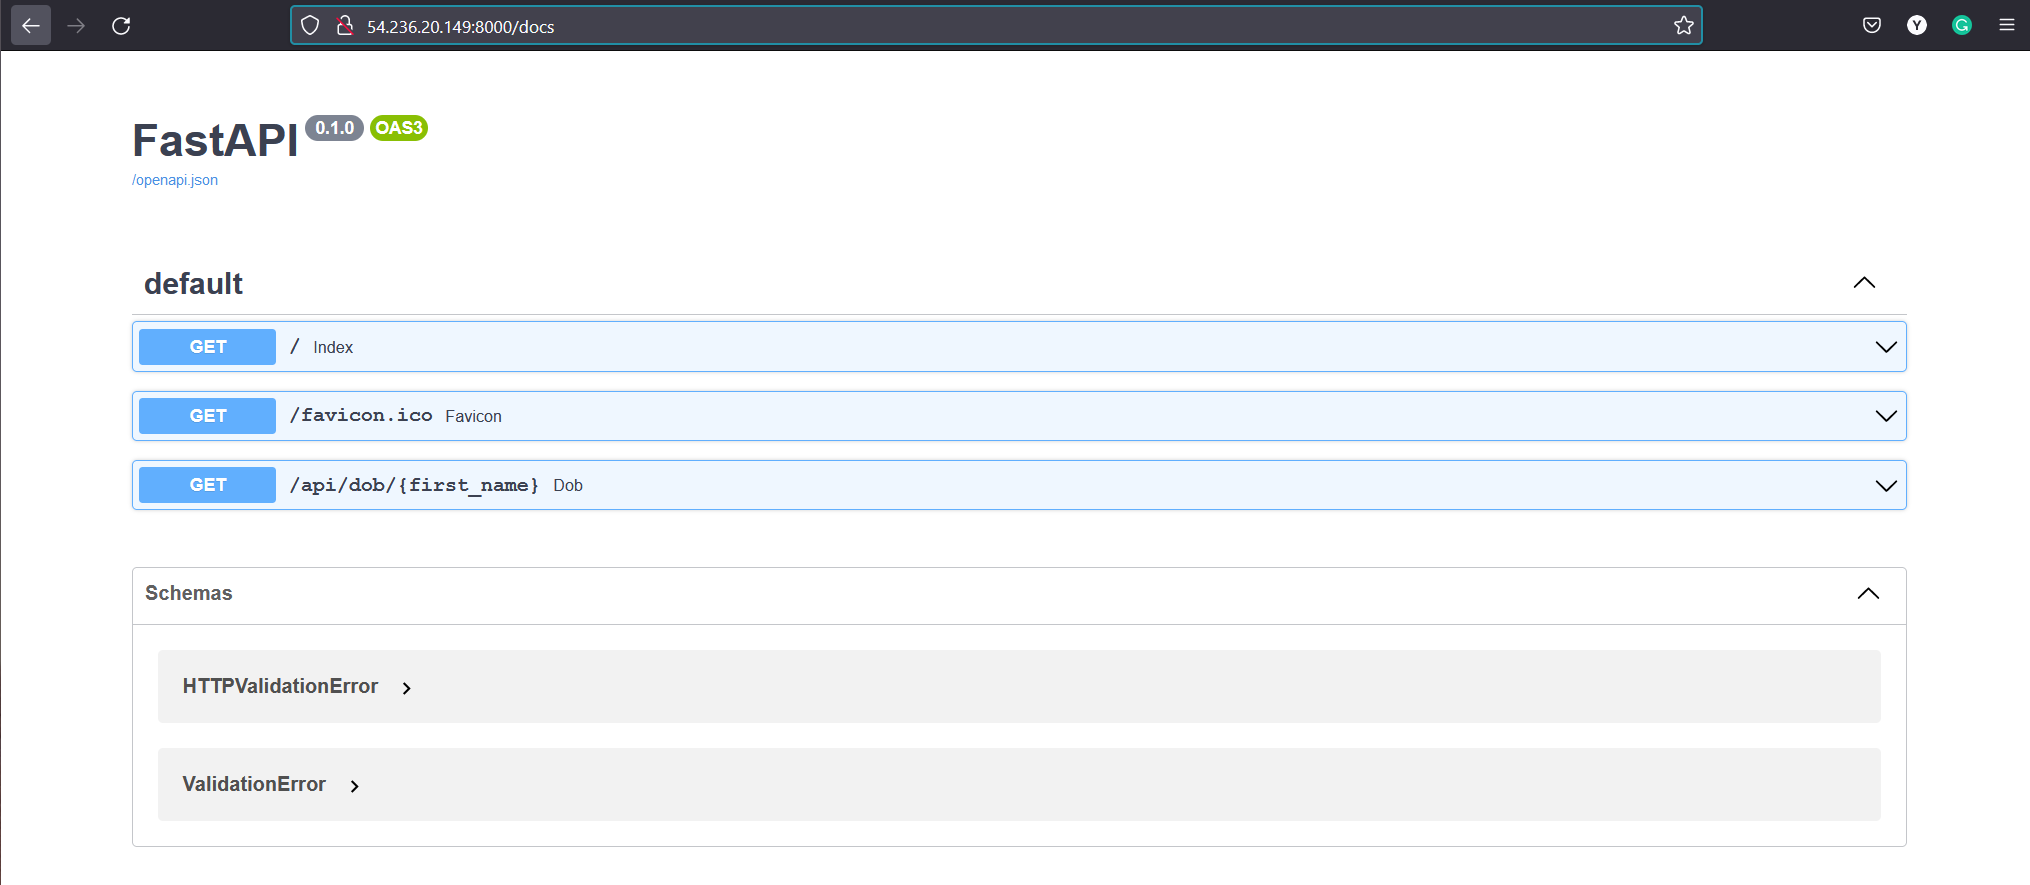 54.236.20.149:8000/docs
Y
G
FastAPI 0.1.0 OAS3
/openapi.json
default
GET / Index
GET /favicon.ico Favicon
GET /api/dob/{first_name} Dob
Schemas
HTTPValidationError
ValidationError